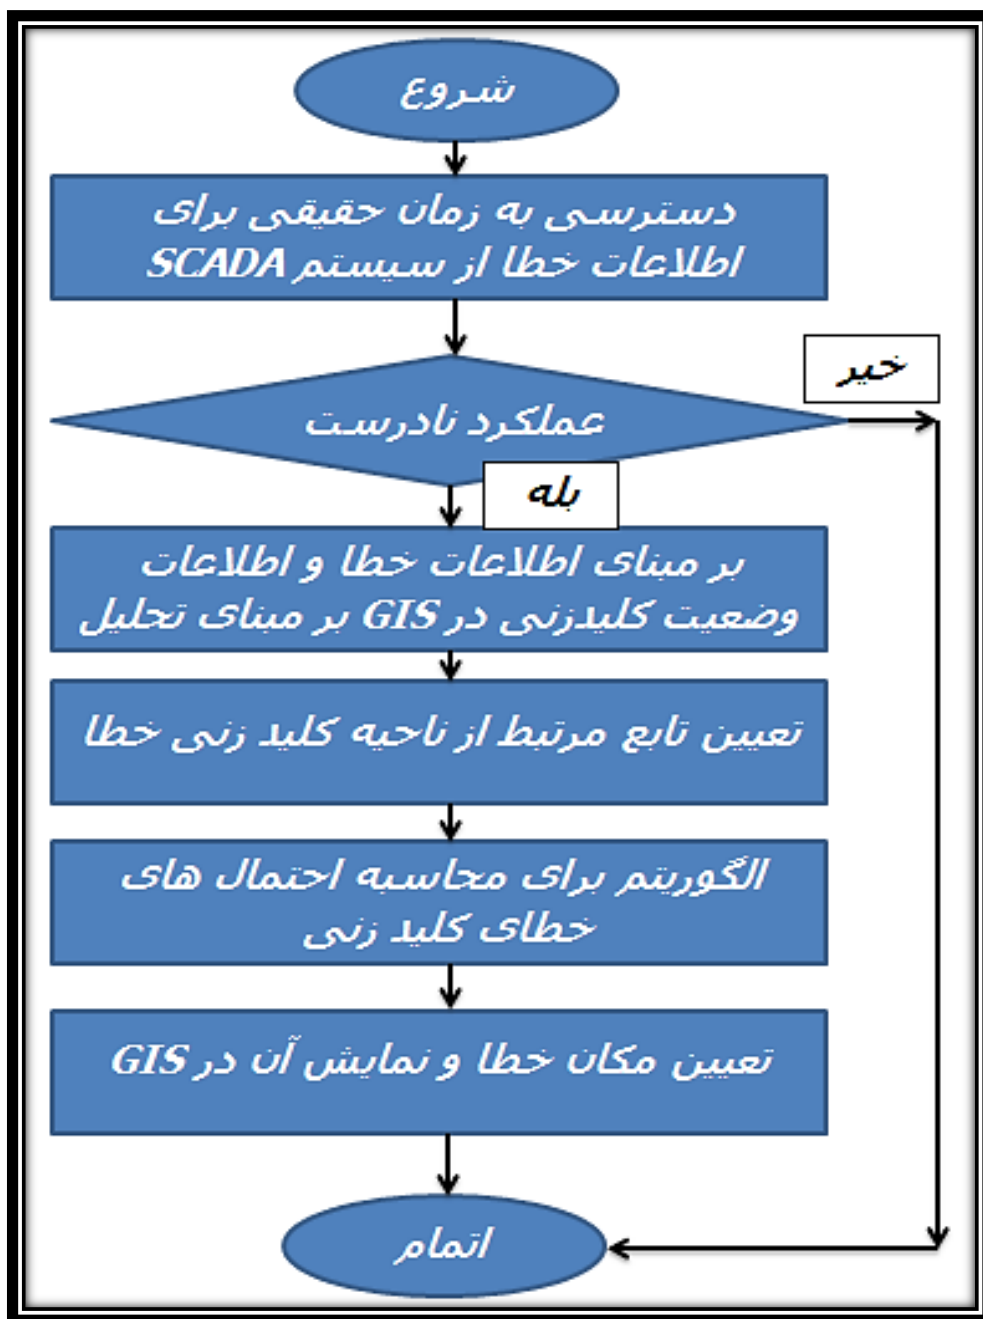 شروع
دسترسی به زمان حقیقی برای
اطلاعات خطا از سیستم SCADA
عملکرد نادرست
خیر
بله
بر مبنای اطلاعات خطا و اطلاعات
وضعیت کلیدزنی در GIS بر مبنای تحلیل
تعیین تابع مرتبط از ناحیه کلید زنی خطا
الگوریتم برای محاسبه احتمال های
خطای کلید زنی
تعیین مکان خطا و نمایش آن در GIS
اتمام